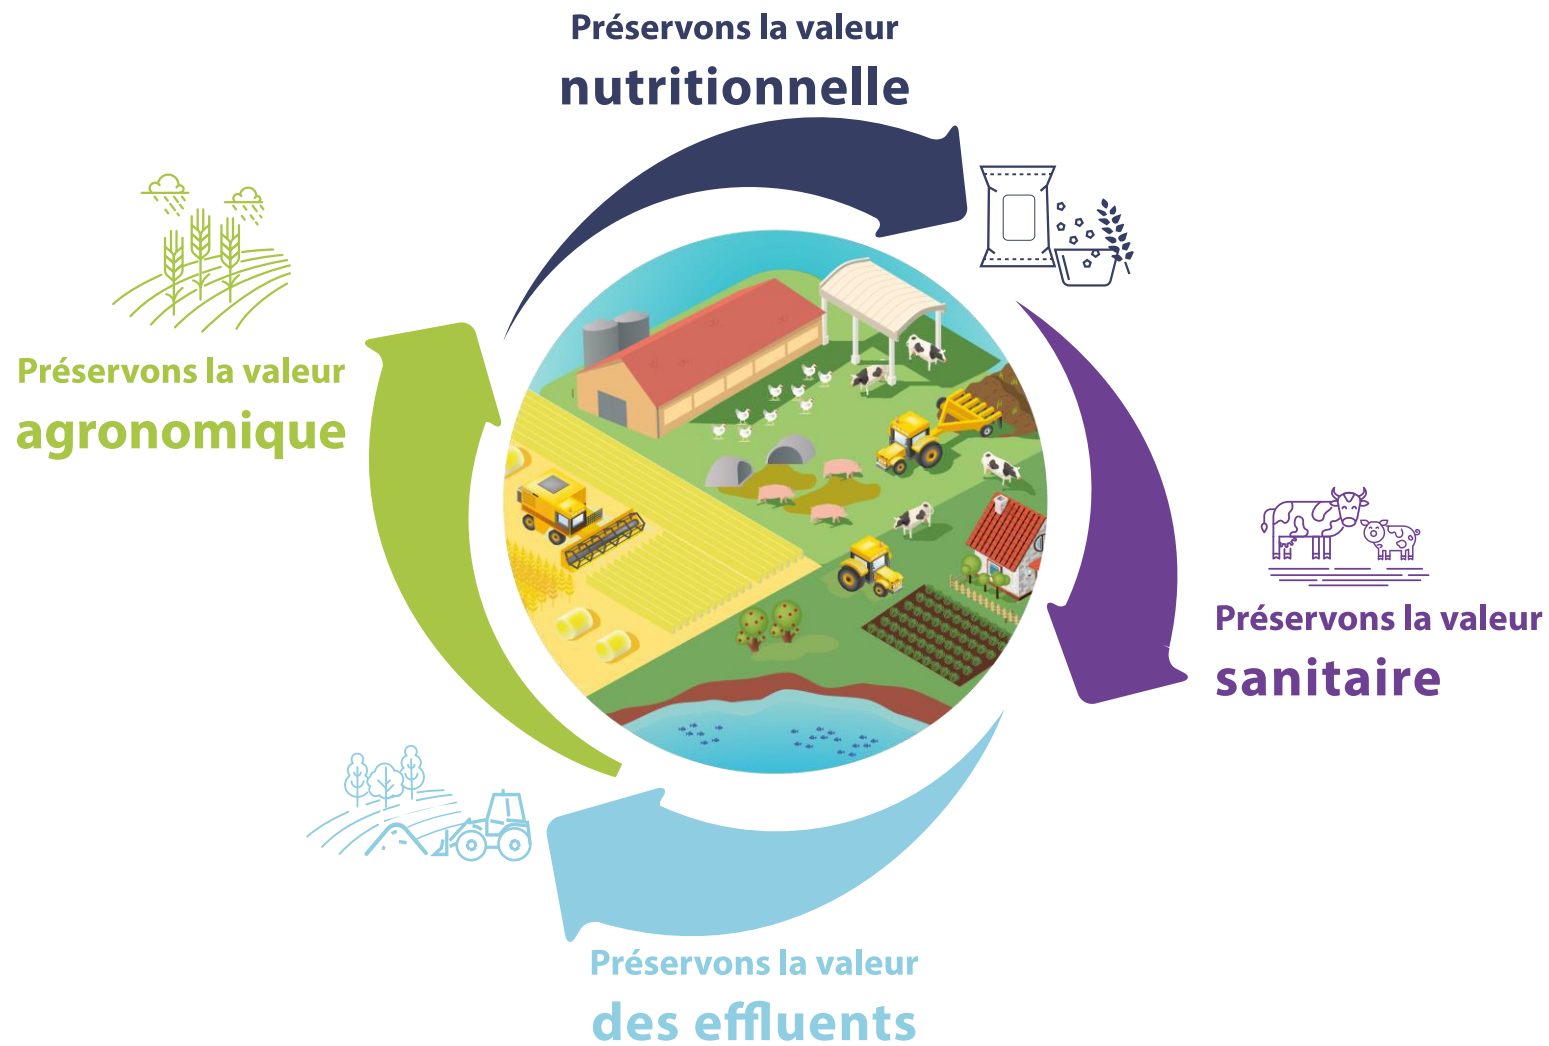 Préservons la valeur
nutritionnelle
Préservons la valeur
agronomique
Préservons la valeur
sanitaire
Préservons la valeur
des effluents